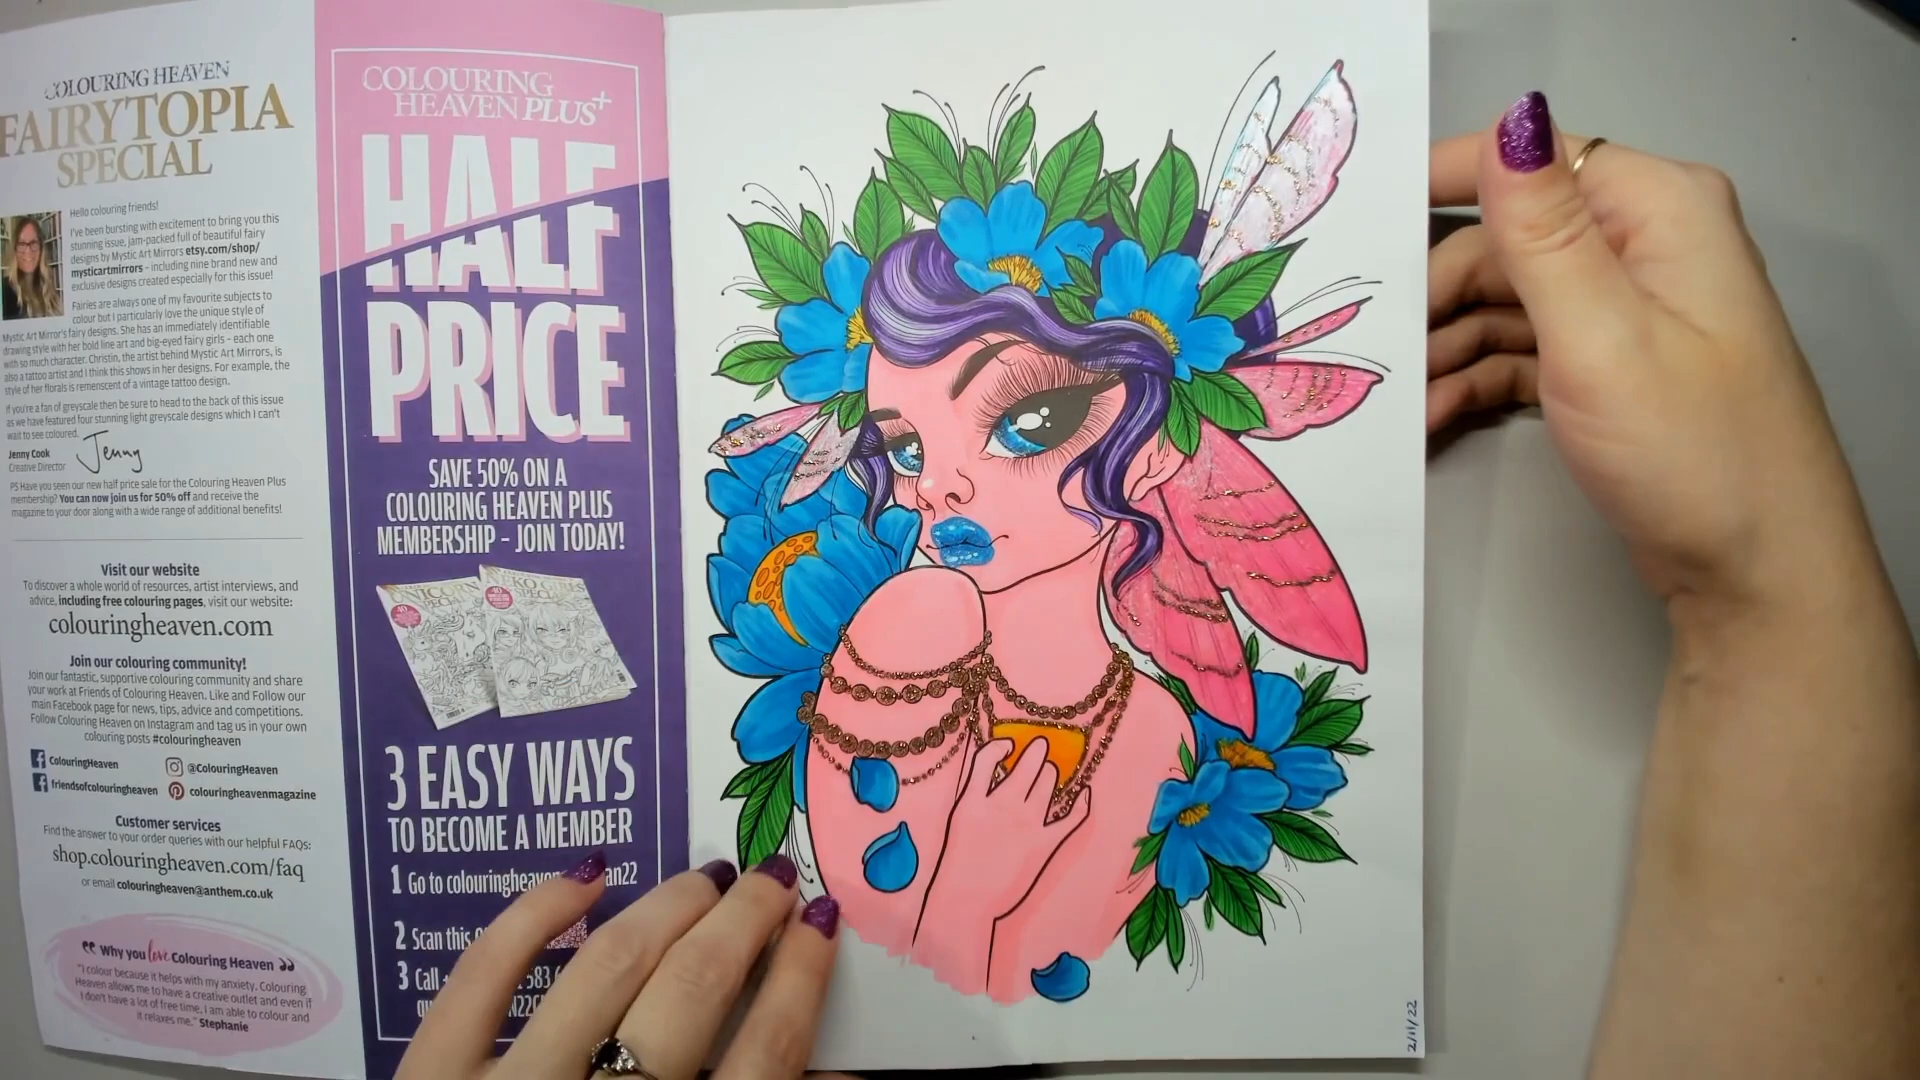 COLOURING HEAVEN
FAIRYTOPIA
SPECIAL
Hello colouring friends!
I've been bursting with excitement to bring you this
stunning issue, jam-packed full of beautiful fairy
designs by Mystic Art Mirrors etsy.com/shop/
mysticartmirrors – including nine brand new and
exclusive designs created especially for this issue!
Fairies are always one of my favourite subjects to
colour but I particularly love the unique style of
Mystic Art Mirror's fairy designs. She has an immediately identifiable
drawing style with her bold line art and big-eyed fairy girls – each one
with so much character. Christin, the artist behind Mystic Art Mirrors, is
also a tattoo artist and I think this shows in her designs. For example, the
style of her florals is remenscent of a vintage tattoo design.
If you're a fan of greyscale then be sure to head to the back of this issue
as we have featured four stunning light greyscale designs which I can't
wait to see coloured.
Jenny
Jenny Cook
Creative Director
PS Have you seen our new half price sale for the Colouring Heaven Plus
membership? You can now join us for 50% off and receive the
magazine to your door along with a wide range of additional benefits!
Visit our website
To discover a whole world of resources, artist interviews, and
advice, including free colouring pages, visit our website:
colouringheaven.com
Join our colouring community!
Join our fantastic, supportive colouring community and share
your work at Friends of Colouring Heaven. Like and Follow our
main Facebook page for news, tips, advice and competitions.
Follow Colouring Heaven on Instagram and tag us in your own
colouring posts #colouringheaven
ColouringHeaven
@ColouringHeaven
friendsofcolouringheaven
colouringheavenmagazine
Customer services
Find the answer to your order queries with our helpful FAQs:
shop.colouringheaven.com/faq
or email colouringheaven@anthem.co.uk
"Why you love Colouring Heaven"
"I colour because it helps with my anxiety. Colouring
Heaven allows me to have a creative outlet and even if
I don't have a lot of free time, I am able to colour and
it relaxes me." Stephanie
COLOURING
HEAVEN PLUS+
HALF
PRICE
SAVE 50% ON A
COLOURING HEAVEN PLUS
MEMBERSHIP - JOIN TODAY!
UNICORN
SPECIAL
NEKO GIRLS
SPECIAL
3 EASY WAYS
TO BECOME A MEMBER
1 Go to
2 Scan this
3 Call
2/11/22